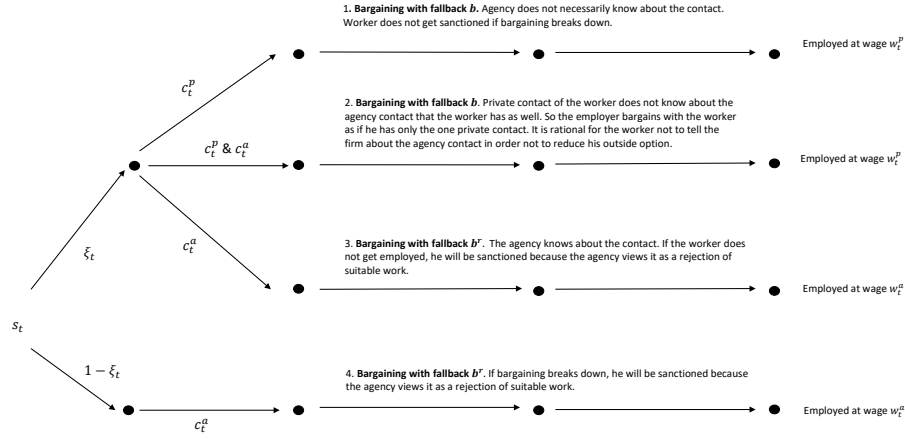 1. Bargaining with fallback b. Agency does not necessarily know about the contact.
Worker does not get sanctioned if bargaining breaks down.
Employed at wage w_t^p
c_t^p
2. Bargaining with fallback b. Private contact of the worker does not know about the
agency contact that the worker has as well. So the employer bargains with the worker
as if he has only the one private contact. It is rational for the worker not to tell the
firm about the agency contact in order not to reduce his outside option.
c_t^p & c_t^a
Employed at wage w_t^p
ξ_t
c_t^a
3. Bargaining with fallback b^r. The agency knows about the contact. If the worker does
not get employed, he will be sanctioned because the agency views it as a rejection of
suitable work.
Employed at wage w_t^a
s_t
1 − ξ_t
4. Bargaining with fallback b^r. If bargaining breaks down, he will be sanctioned because
the agency views it as a rejection of suitable work.
c_t^a
Employed at wage w_t^a